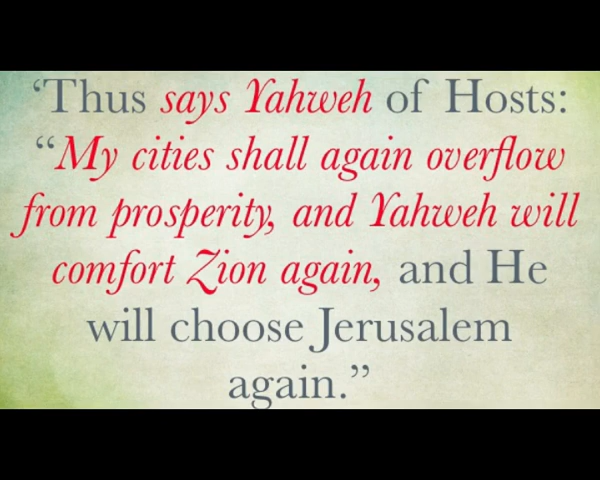 ‘Thus says Yahweh of Hosts:
“My cities shall again overflow
from prosperity, and Yahweh will
comfort Zion again, and He
will choose Jerusalem
again.”